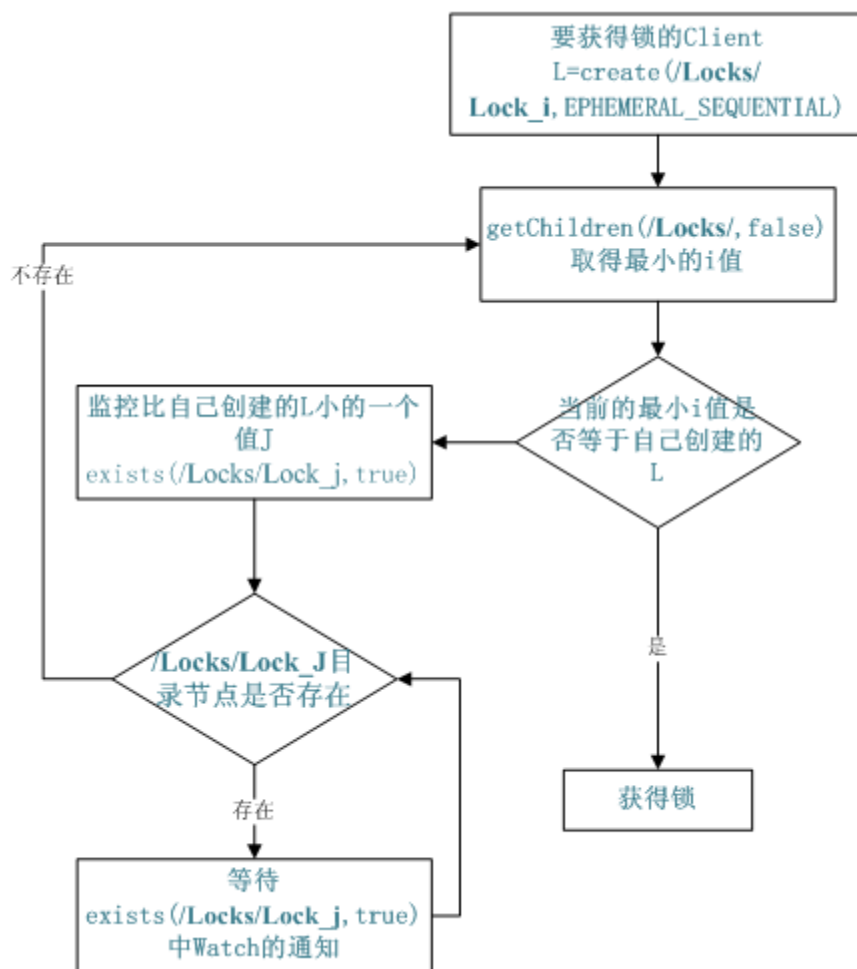 要获得锁的Client
L=create(/Locks/
Lock_i,EPHEMERAL_SEQUENTIAL)
getChildren(/Locks/,false)
取得最小的i值
不存在
当前的最小i值是
否等于自己创建的
L
监控比自己创建的L小的一个
值J
exists(/Locks/Lock_j,true)
是
/Locks/Lock_J目
录节点是否存在
获得锁
存在
等待
exists(/Locks/Lock_j,true)
中Watch的通知